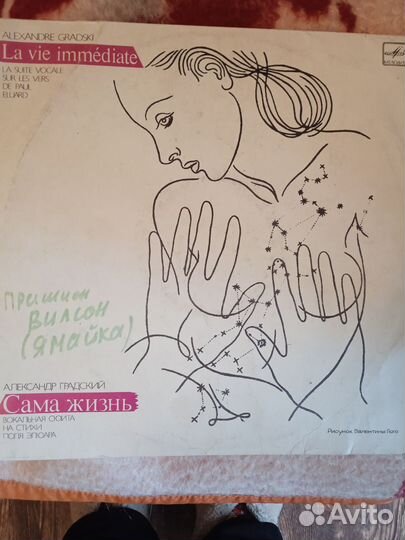 ALEXANDRE GRADSKI
La vie immédiate
LA SUITE VOCALE
SUR LES VERS
DE PAUL
ELUARD
Вилсон
(Ямайка)
АЛЕКСАНДР ГРАДСКИЙ
Сама жизнь
ВОКАЛЬНАЯ СЮИТА
НА СТИХИ
ПОЛЯ ЭЛЮАРА
Рисунок Валентины Гюго
Avito